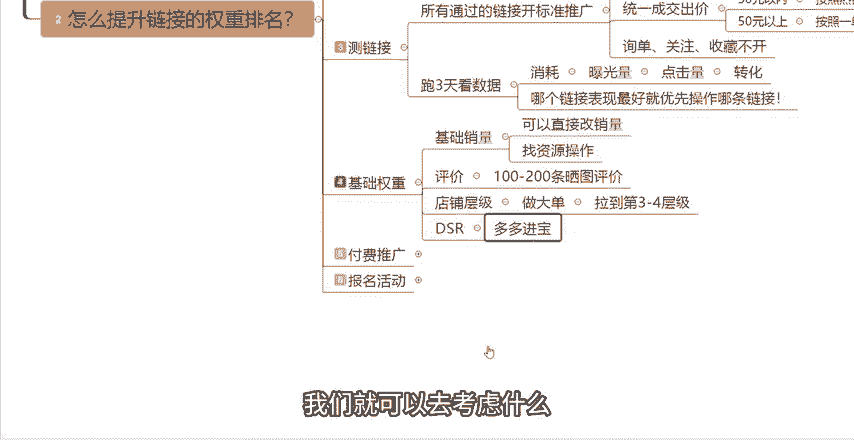 2 怎么提升链接的权重排名？
3 测链接
所有通过的链接开标准推广
统一成交出价
50元以内
50元以上
询单、关注、收藏不开
跑3天看数据
消耗 曝光量 点击量 转化
哪个链接表现最好就优先操作哪条链接！
4 基础权重
基础销量
可以直接改销量
找资源操作
评价 100-200条晒图评价
店铺层级 做大单 拉到第3-4层级
DSR 多多进宝
付费推广
报名活动
我们就可以去考虑什么